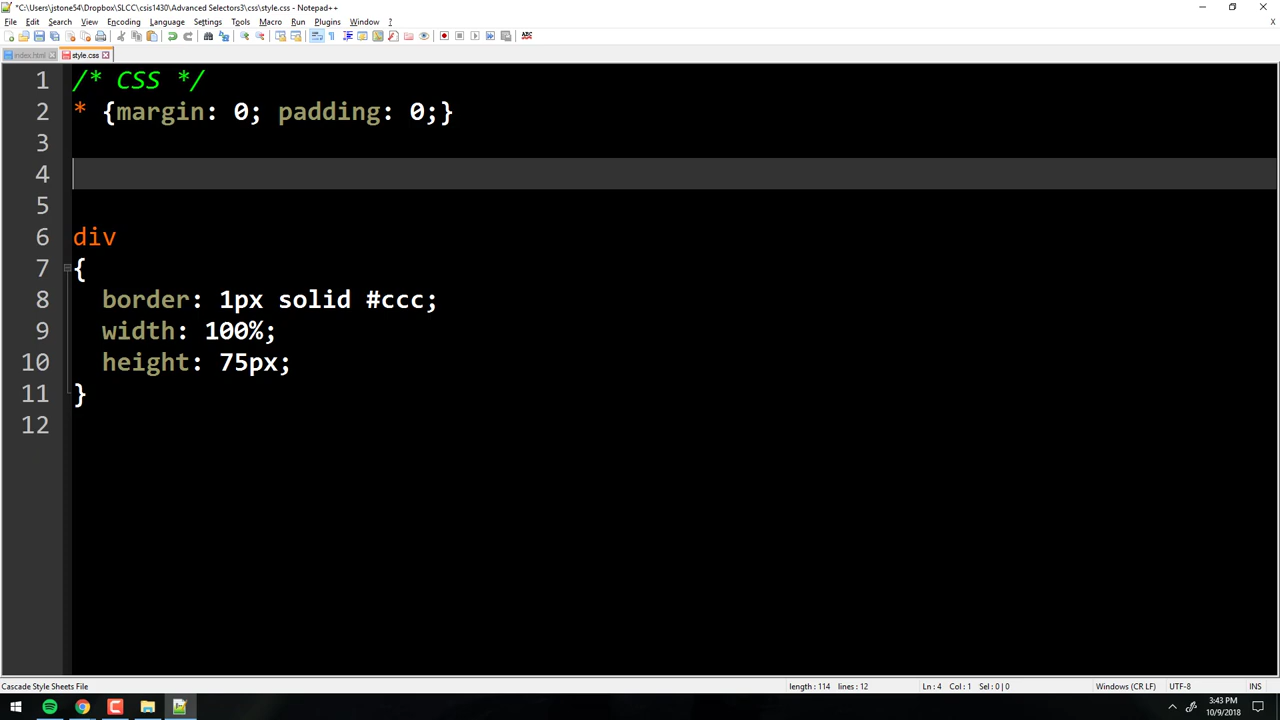 *C:\Users\jstone54\Dropbox\SLCC\csis1430\Advanced Selectors3\css\style.css - Notepad++
File Edit Search View Encoding Language Settings Tools Macro Run Plugins Window ?
index.html style.css
1 /* CSS */
2 * {margin: 0; padding: 0;}
3
4
5
6 div
7 {
8 border: 1px solid #ccc;
9 width: 100%;
10 height: 75px;
11 }
12
length : 114 lines : 12 Ln : 4 Col : 1 Sel : 0 | 0 Windows (CR LF) UTF-8 INS
3:43 PM
10/9/2018